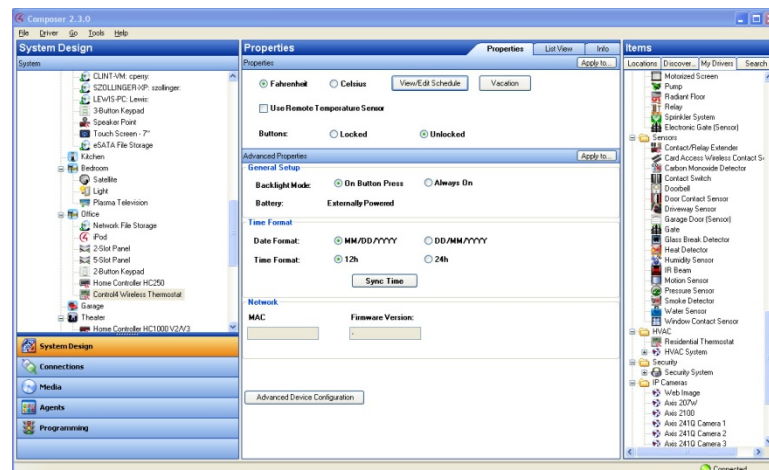 Composer 2.3.0
File Driver Go Tools Help
System Design
System
CLINT-VM: cperry:
SZOLLINGER-XP: szollinger:
LEWIS-PC: Lewis:
3-Button Keypad
Speaker Point
Touch Screen - 7"
eSATA File Storage
Kitchen
Bedroom
Satellite
Light
Plasma Television
Office
Network File Storage
iPod
2-Slot Panel
5-Slot Panel
2-Button Keypad
Home Controller HC250
Control4 Wireless Thermostat
Garage
Theater
Home Controller HC1000 V2/V3
System Design
Connections
Media
Agents
Programming
Properties
Properties List View Info
Properties Apply to...
Fahrenheit Celsius View/Edit Schedule Vacation
Use Remote Temperature Sensor
Buttons: Locked Unlocked
Advanced Properties Apply to...
General Setup
Backlight Mode: On Button Press Always On
Battery: Externally Powered
Time Format
Date Format: MM/DD/YYYY DD/MM/YYYY
Time Format: 12h 24h
Sync Time
Network
MAC Firmware Version:
-
Advanced Device Configuration
Items
Locations Discover... My Drivers Search
Motorized Screen
Pump
Radiant Floor
Relay
Sprinkler System
Electronic Gate (Sensor)
Sensors
Contact/Relay Extender
Card Access Wireless Contact S
Carbon Monoxide Detector
Contact Switch
Doorbell
Door Contact Sensor
Driveway Sensor
Garage Door (Sensor)
Gate
Glass Break Detector
Heat Detector
Humidity Sensor
IR Beam
Motion Sensor
Pressure Sensor
Smoke Detector
Water Sensor
Window Contact Sensor
HVAC
Residential Thermostat
HVAC System
Security
Security System
IP Cameras
Web Image
Axis 207W
Axis 2100
Axis 241Q Camera 1
Axis 241Q Camera 2
Axis 241Q Camera 3
Connected